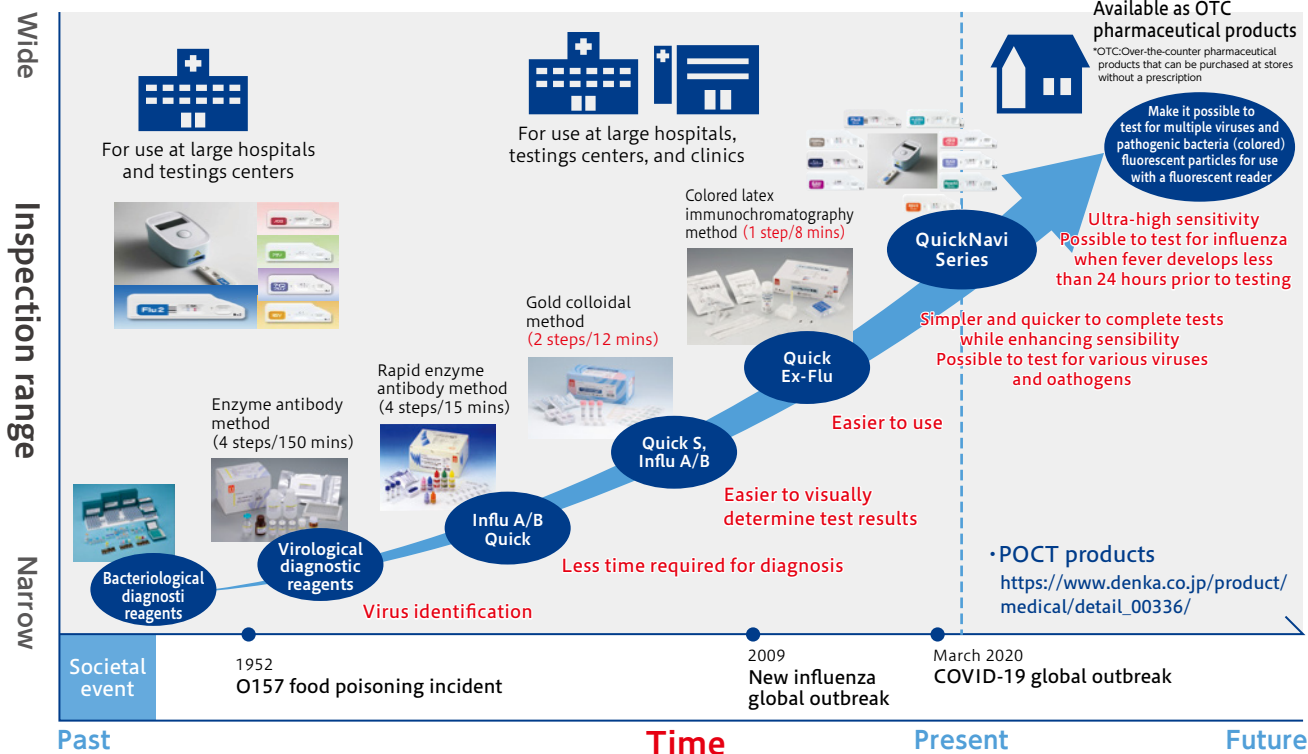 Wide
Inspection range
Narrow
For use at large hospitals
and testings centers
For use at large hospitals,
testings centers, and clinics
Available as OTC
pharmaceutical products
*OTC:Over-the-counter pharmaceutical
products that can be purchased at stores
without a prescription
Make it possible to
test for multiple viruses and
pathogenic bacteria (colored)
fluorescent particles for use
with a fluorescent reader
Flu 2
Colored latex
immunochromatography
method (1 step/8 mins)
QuickNavi
Series
Ultra-high sensitivity
Possible to test for influenza
when fever develops less
than 24 hours prior to testing
Gold colloidal
method
(2 steps/12 mins)
Simpler and quicker to complete tests
while enhancing sensibility
Possible to test for various viruses
and oathogens
Quick
Ex-Flu
Rapid enzyme
antibody method
(4 steps/15 mins)
Easier to use
Enzyme antibody
method
(4 steps/150 mins)
Quick S,
Influ A/B
Easier to visually
determine test results
Influ A/B
Quick
Less time required for diagnosis
Virological
diagnostic
reagents
Bacteriological
diagnosti
reagents
Virus identification
・POCT products
https://www.denka.co.jp/product/
medical/detail_00336/
Societal
event
1952
O157 food poisoning incident
2009
New influenza
global outbreak
March 2020
COVID-19 global outbreak
Past
Time
Present
Future